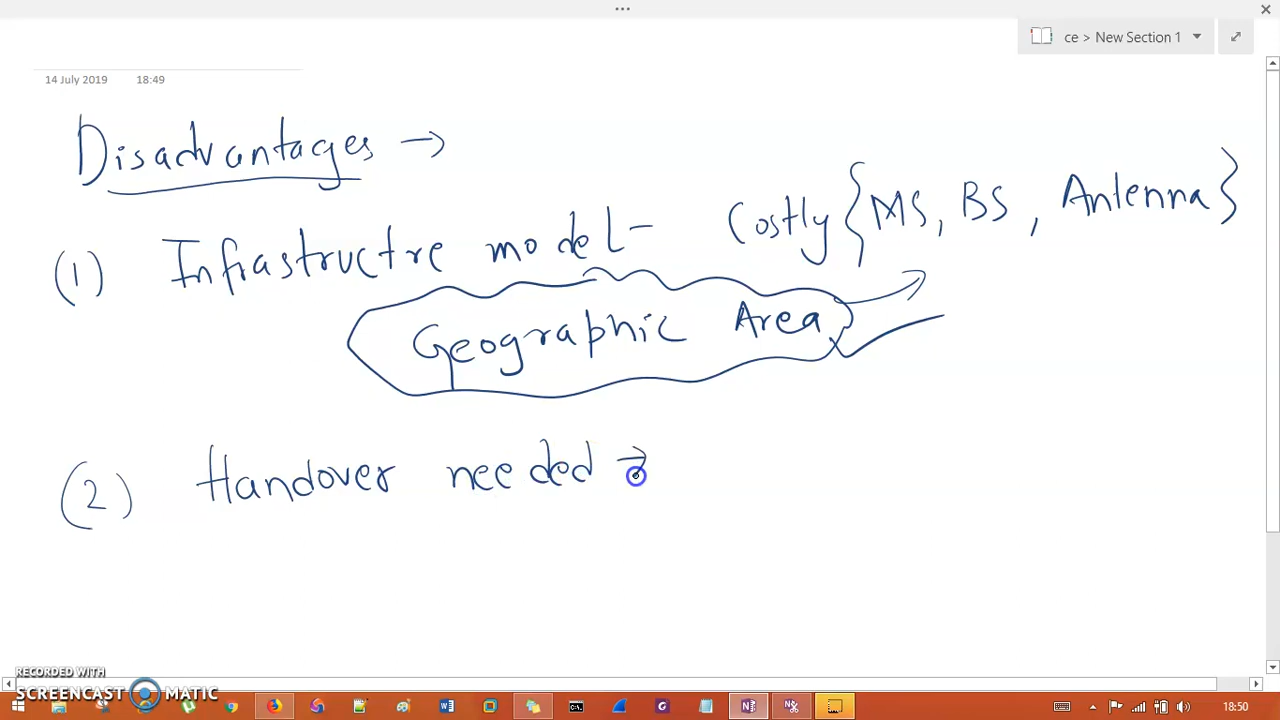 ...
ce > New Section 1
14 July 2019 18:49
Disadvantages →
(1) Infrastructre model - Costly {MS, BS, Antenna}
Geographic Area
(2) Handover needed →
RECORDED WITH
SCREENCAST MATIC
18:50